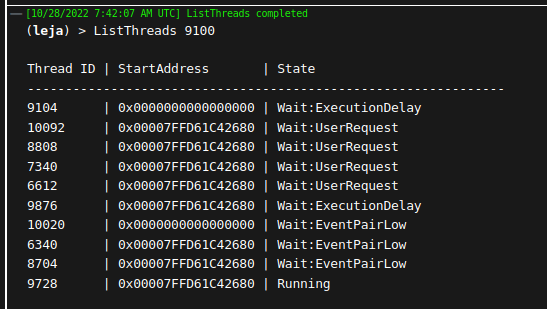 [10/28/2022 7:42:07 AM UTC] ListThreads completed
(leja) > ListThreads 9100
Thread ID | StartAddress | State
---------------------------------------------------------------
9104 | 0x0000000000000000 | Wait:ExecutionDelay
10092 | 0x00007FFD61C42680 | Wait:UserRequest
8808 | 0x00007FFD61C42680 | Wait:UserRequest
7340 | 0x00007FFD61C42680 | Wait:UserRequest
6612 | 0x00007FFD61C42680 | Wait:UserRequest
9876 | 0x00007FFD61C42680 | Wait:ExecutionDelay
10020 | 0x0000000000000000 | Wait:EventPairLow
6340 | 0x00007FFD61C42680 | Wait:EventPairLow
8704 | 0x00007FFD61C42680 | Wait:EventPairLow
9728 | 0x00007FFD61C42680 | Running